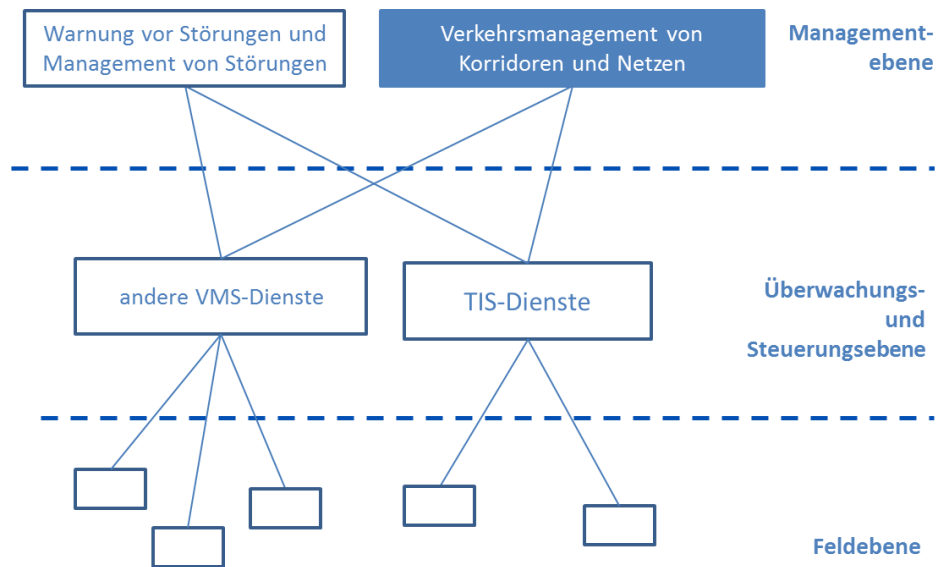 Warnung vor Störungen und
Management von Störungen
Verkehrsmanagement von
Korridoren und Netzen
Management-
ebene
andere VMS-Dienste
TIS-Dienste
Überwachungs-
und
Steuerungsebene
Feldebene